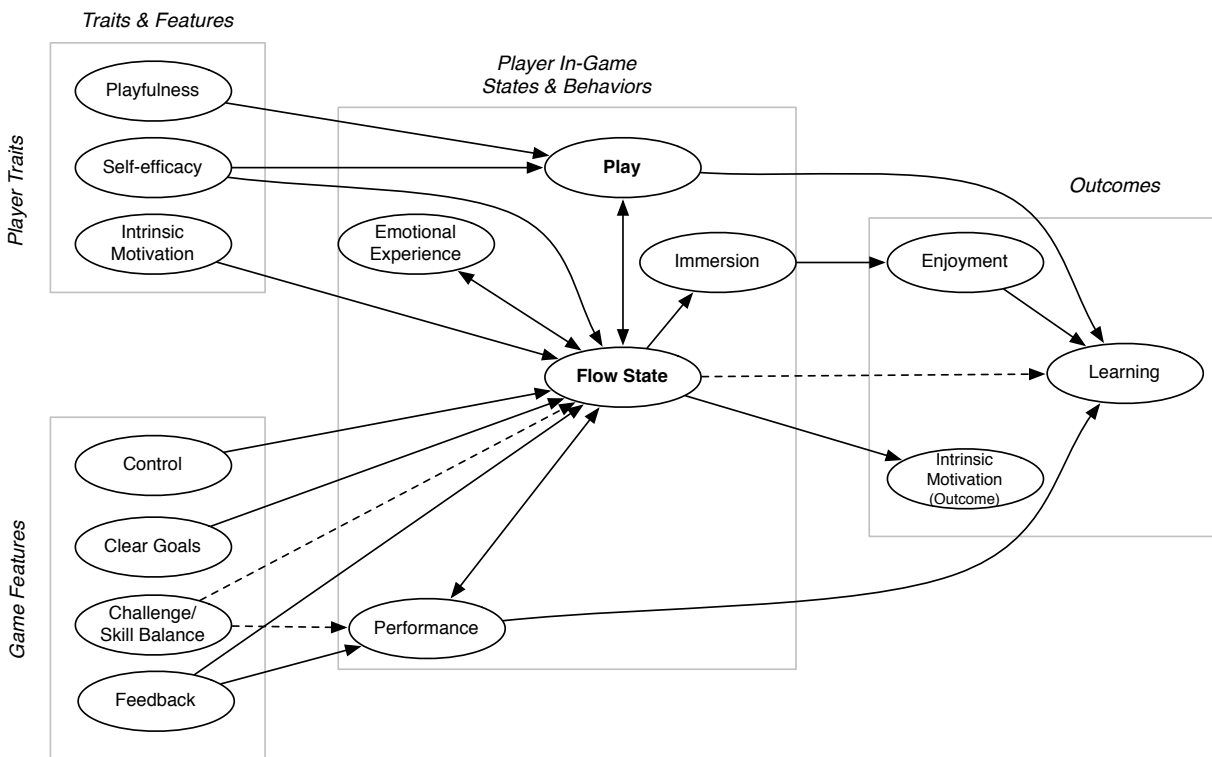 Traits & Features
Player In-Game
States & Behaviors
Outcomes
Player Traits
Playfulness
Self-efficacy
Intrinsic
Motivation
Play
Emotional
Experience
Immersion
Enjoyment
Flow State
Learning
Game Features
Control
Clear Goals
Challenge/
Skill Balance
Feedback
Performance
Intrinsic
Motivation
(Outcome)